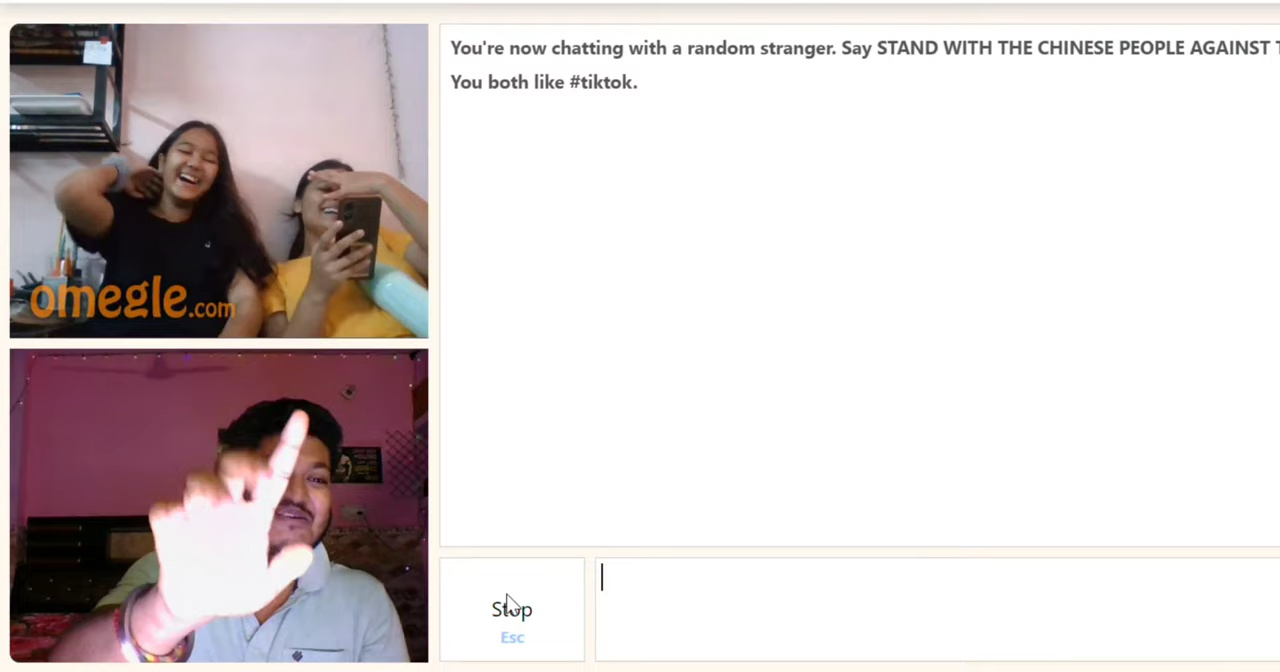 You're now chatting with a random stranger. Say STAND WITH THE CHINESE PEOPLE AGAINST
You both like #tiktok.
omegle.com
Stop
Esc